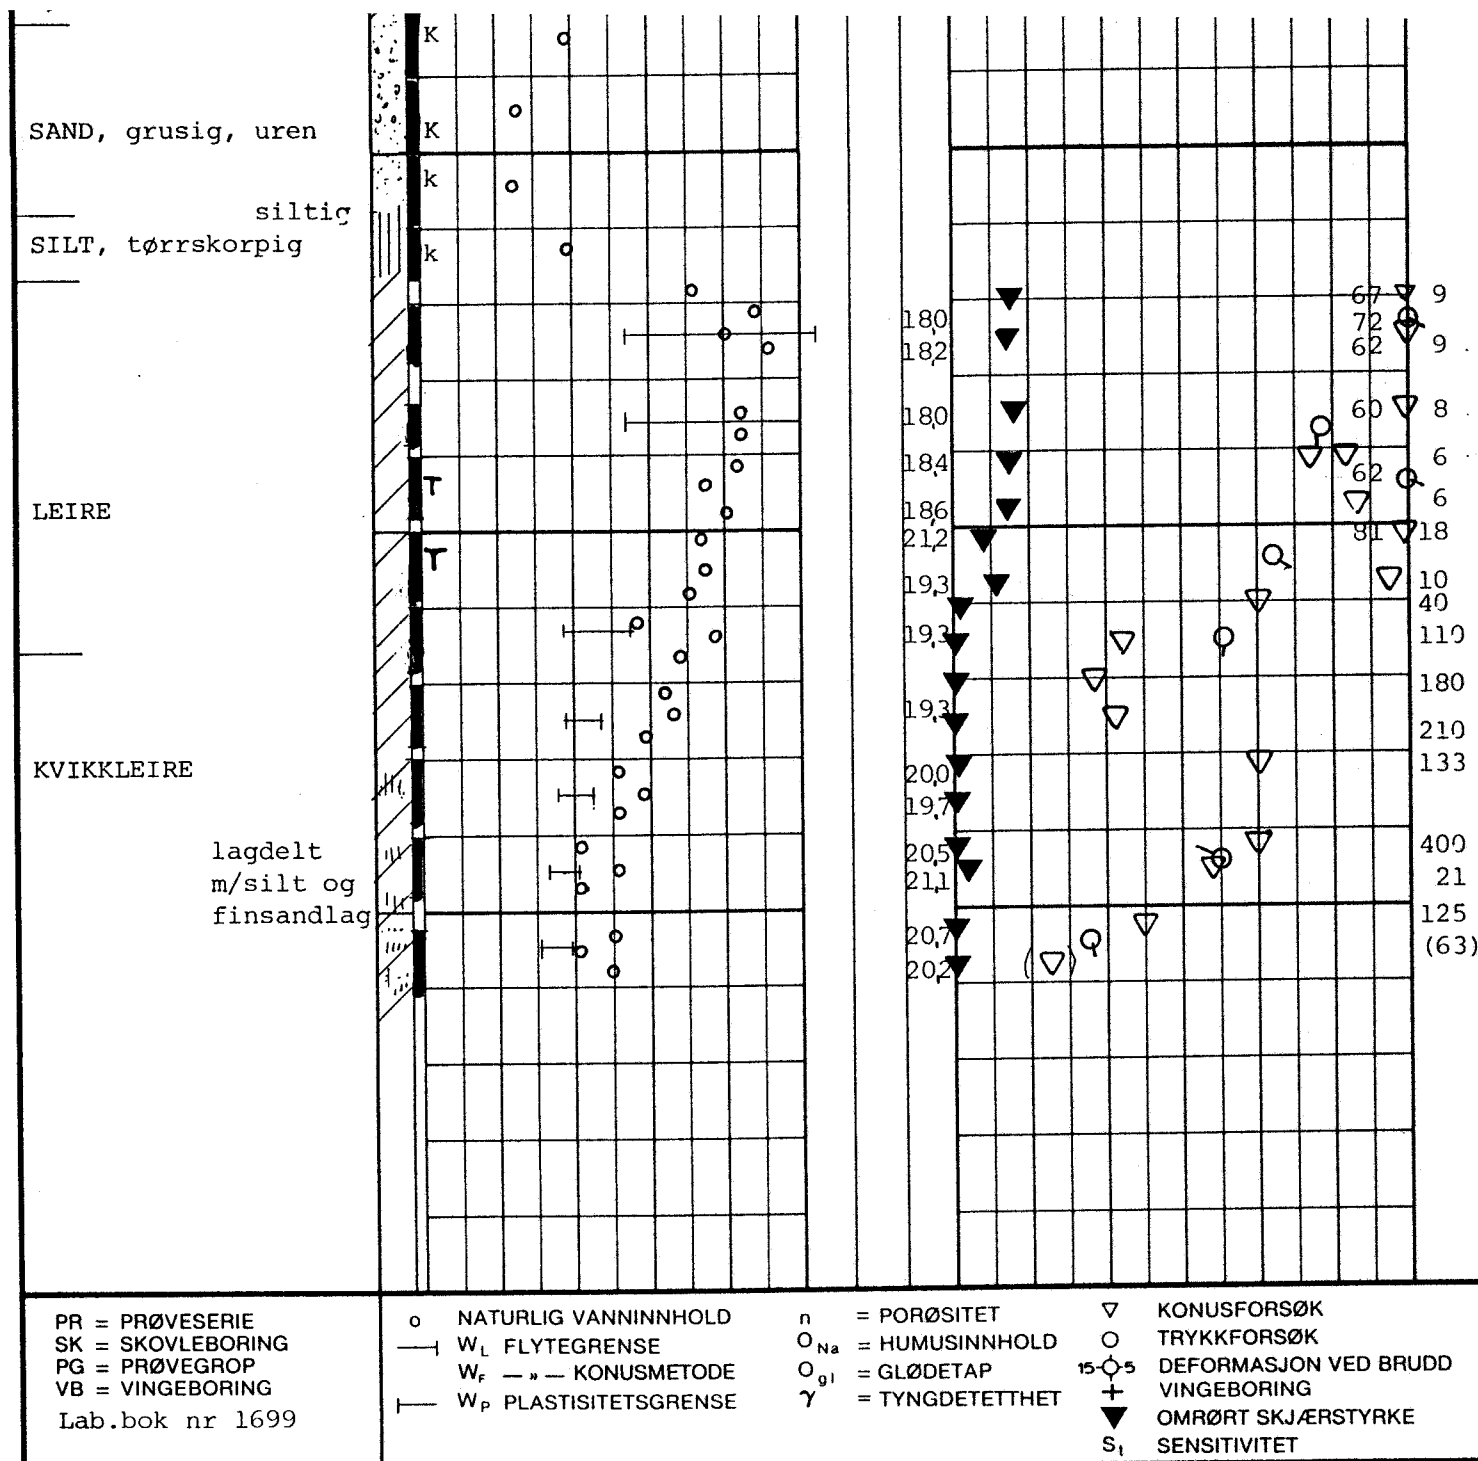 K
SAND, grusig, uren
K
k
siltig
SILT, tørrskorpig
k
67 9
18,0 72
18,2 62 9
18,0 60 8
18,4 6
T 62
LEIRE 18,6 6
21,2 81 18
T
19,3 10
40
19,3 110
180
19,3 210
KVIKKLEIRE 20,0 133
19,7
lagdelt 20,5 400
m/silt og 21,1 21
finsandlag 125
20,7 (63)
20,2
PR = PRØVESERIE
SK = SKOVLEBORING
PG = PRØVEGROP
VB = VINGEBORING
Lab.bok nr 1699
o NATURLIG VANNINNHOLD
W_L FLYTEGRENSE
W_F — » — KONUSMETODE
W_P PLASTISITETSGRENSE
n = PORØSITET
O_Na = HUMUSINNHOLD
O_gl = GLØDETAP
γ = TYNGDETETTHET
▽ KONUSFORSØK
○ TRYKKFORSØK
15-○-5 DEFORMASJON VED BRUDD
+ VINGEBORING
▼ OMRØRT SKJÆRSTYRKE
S_t SENSITIVITET